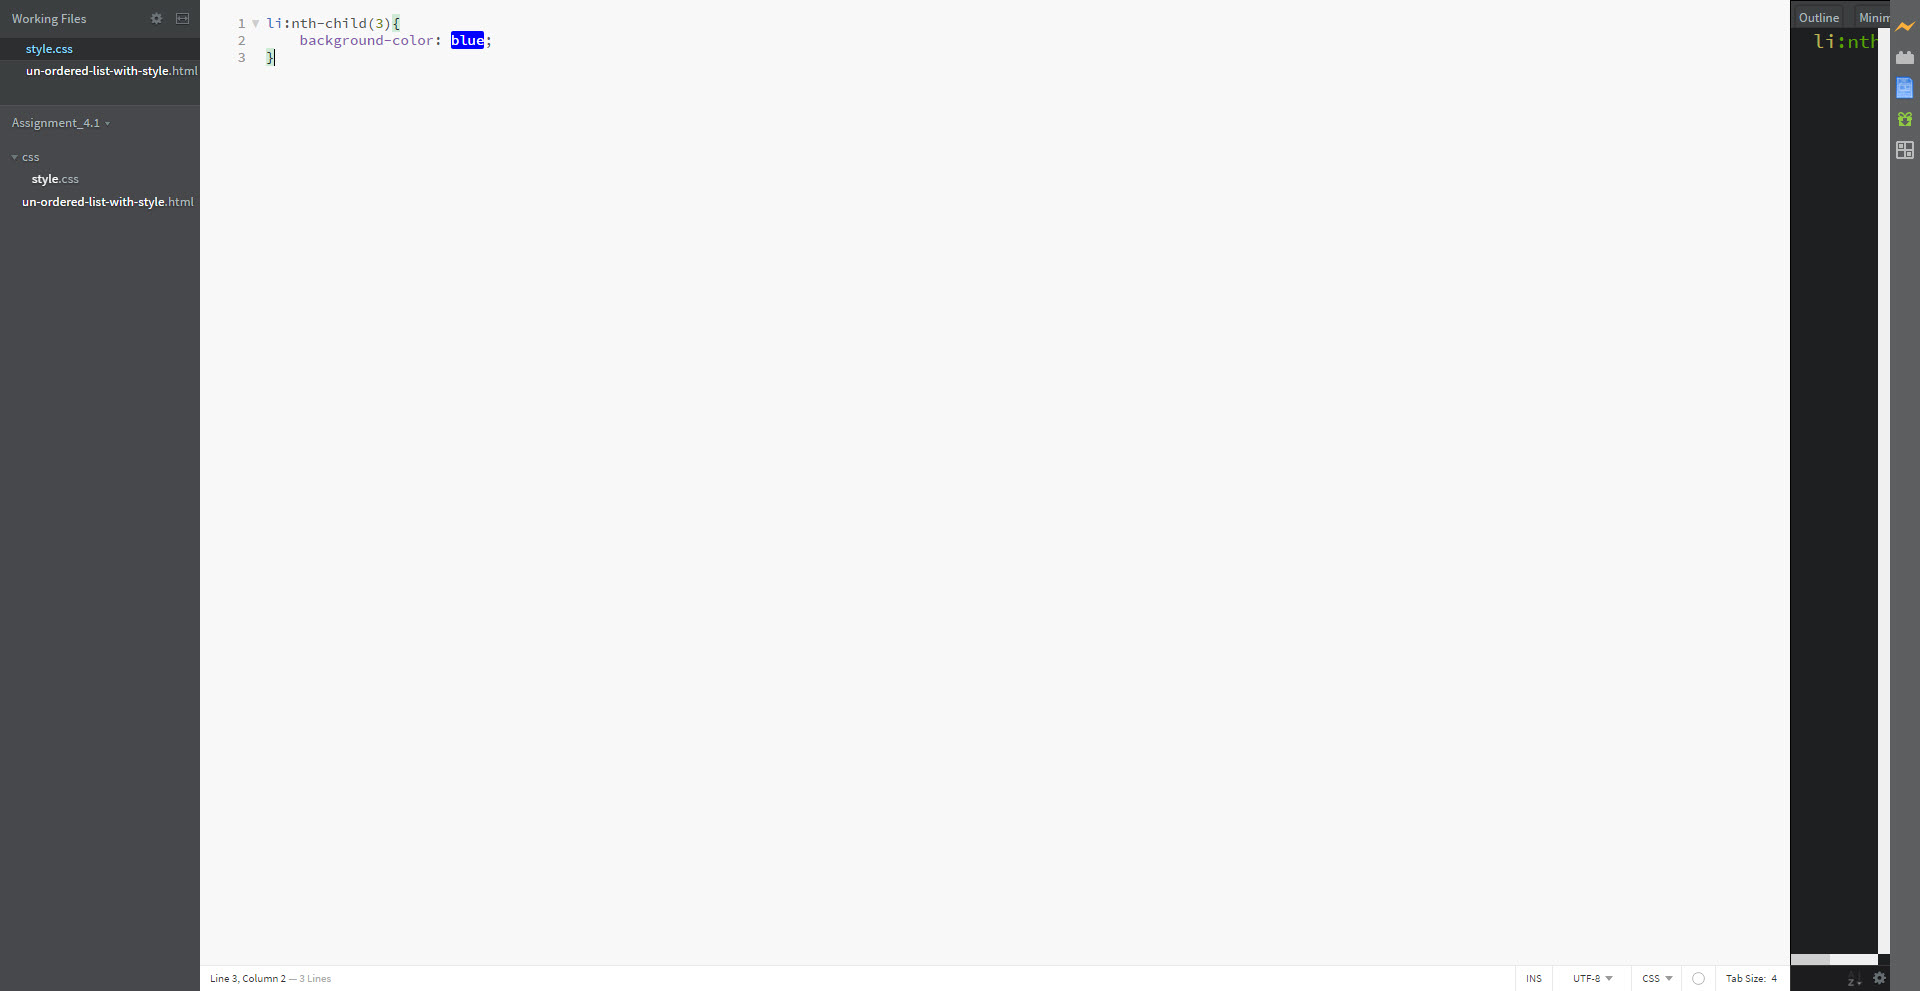 Working Files
style.css
un-ordered-list-with-style.html
Assignment_4.1
css
style.css
un-ordered-list-with-style.html
1 li:nth-child(3){
2     background-color: blue;
3 }
Outline Minim
li:nth
Line 3, Column 2 — 3 Lines
INS UTF-8 CSS Tab Size: 4